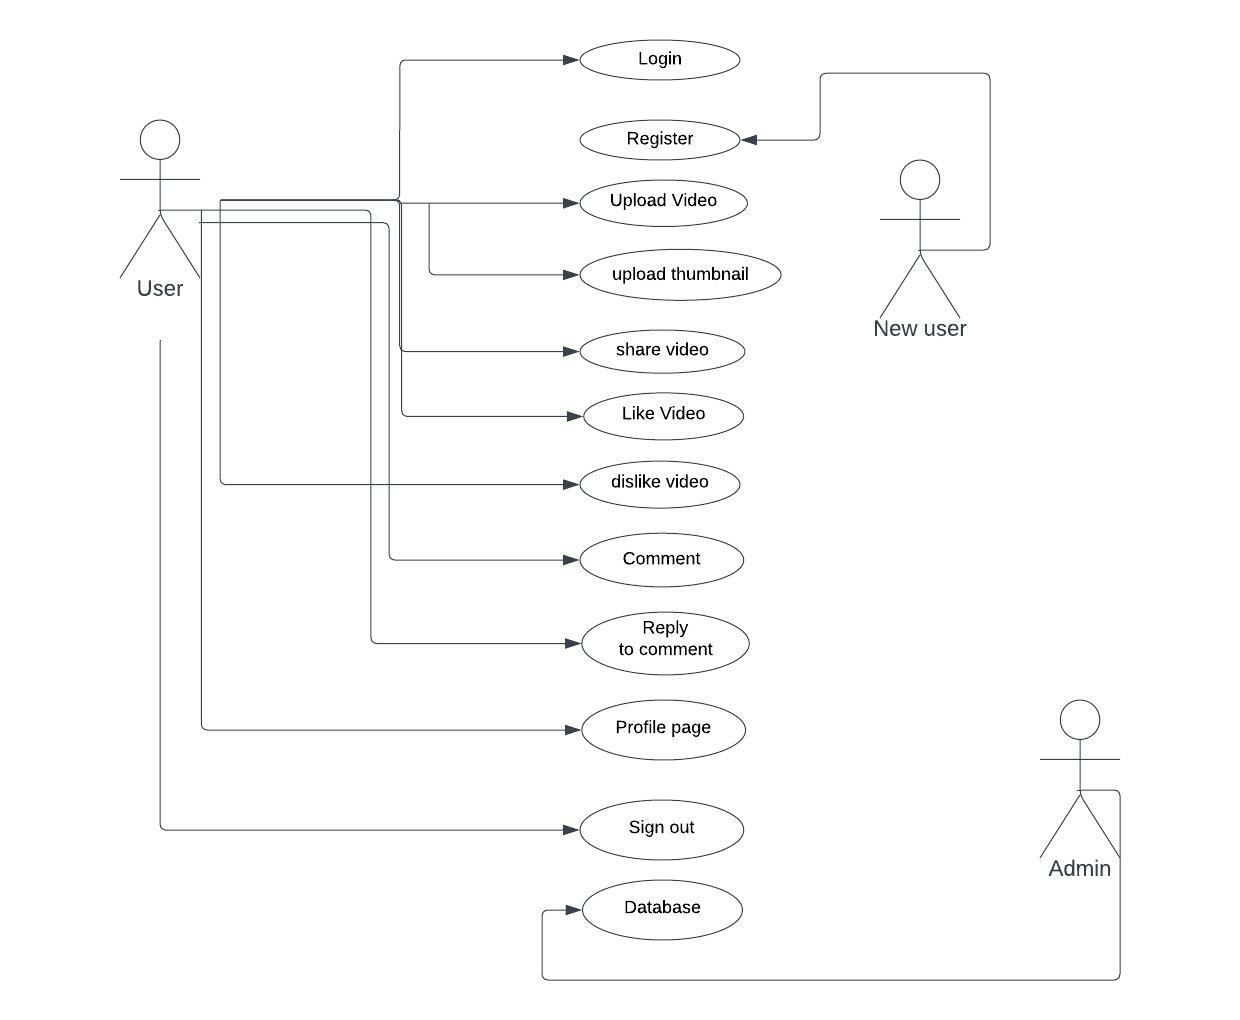 Login
Register
Upload Video
upload thumbnail
User
New user
share video
Like Video
dislike video
Comment
Reply
to comment
Profile page
Sign out
Admin
Database